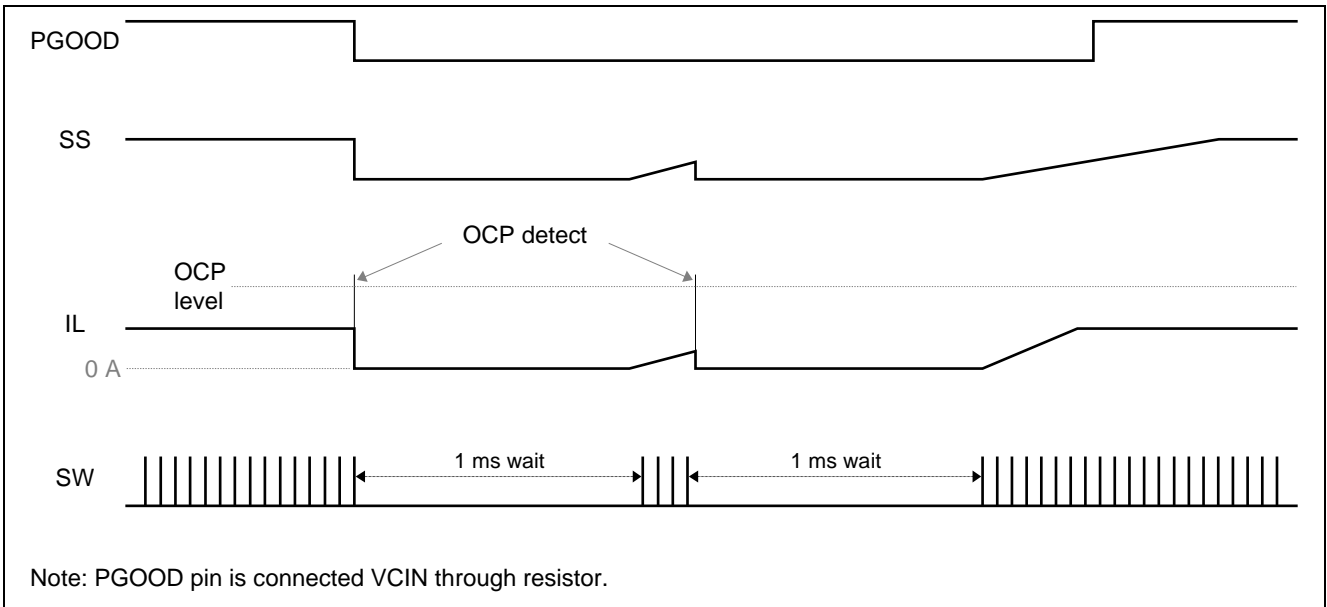 PGOOD
SS
OCP detect
OCP
level
IL
0 A
SW
1 ms wait
1 ms wait
Note: PGOOD pin is connected VCIN through resistor.